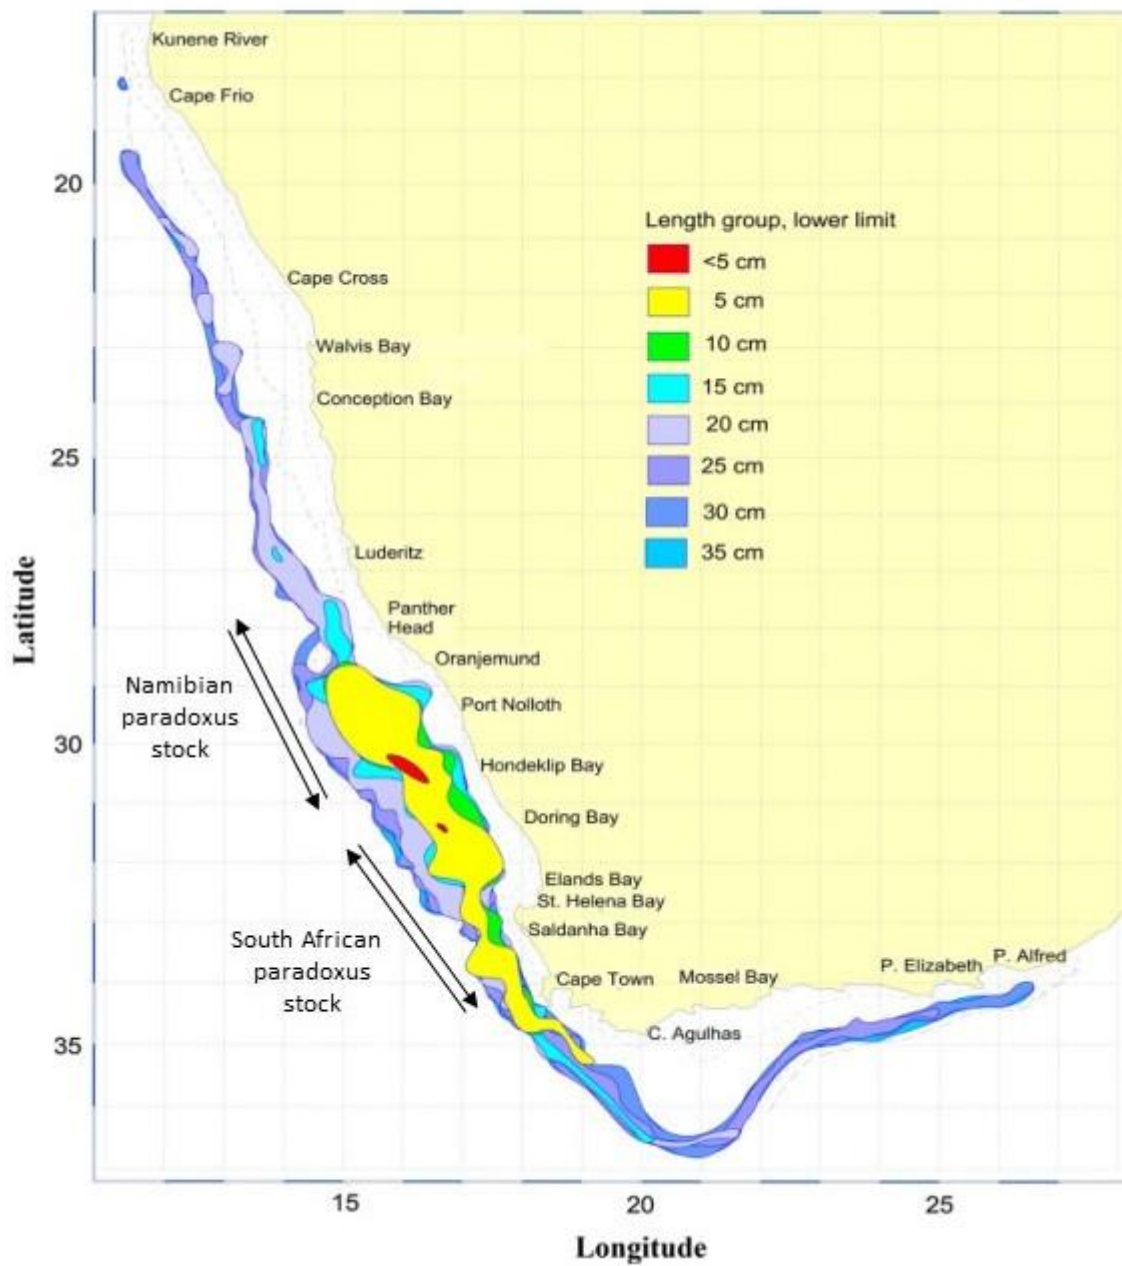 Kunene River
Cape Frio
20
Length group, lower limit
<5 cm
5 cm
10 cm
15 cm
20 cm
25 cm
30 cm
35 cm
Cape Cross
Walvis Bay
Conception Bay
25
Luderitz
Panther
Head
Oranjemund
Port Nolloth
Latitude
Namibian
paradoxus
stock
30
Hondeklip Bay
Doring Bay
Elands Bay
St. Helena Bay
Saldanha Bay
South African
paradoxus
stock
Cape Town
Mossel Bay
P. Elizabeth
P. Alfred
C. Agulhas
35
15
20
25
Longitude